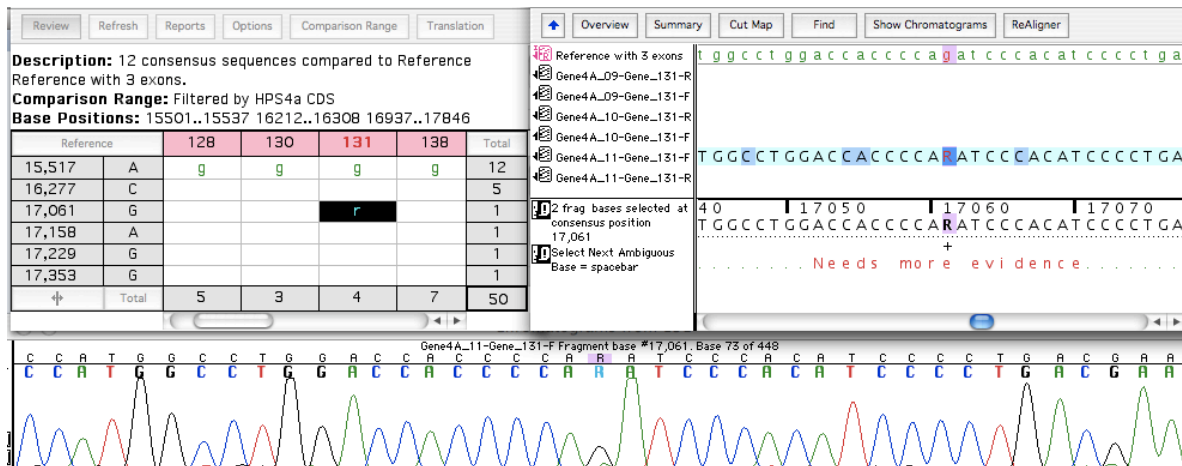 Review Refresh Reports Options Comparison Range Translation
Description: 12 consensus sequences compared to Reference
Reference with 3 exons.
Comparison Range: Filtered by HPS4a CDS
Base Positions: 15501..15537 16212..16308 16937..17846
Reference 128 130 131 138 Total
15,517 A g g g g 12
16,277 C 5
17,061 G r 1
17,158 A 1
17,229 G 1
17,353 G 1
Total 5 3 4 7 50
Overview Summary Cut Map Find Show Chromatograms ReAligner
Reference with 3 exons
Gene4A_09-Gene_131-R
Gene4A_09-Gene_131-F
Gene4A_10-Gene_131-R
Gene4A_10-Gene_131-F
Gene4A_11-Gene_131-F
Gene4A_11-Gene_131-R
2 frag bases selected at
consensus position
17,061
Select Next Ambiguous
Base = spacebar
tggcctggaccaccccagatcccacatcccctga
TGGCCTGGACCACCCCARATCCCACATCCCCTGA
40 17050 17060 17070
TGGCCTGGACCACCCCARATCCCACATCCCCTGA
+
Needs more evidence
Gene4A_11-Gene_131-F Fragment base #17,061. Base 73 of 448
C C A T G G C C T G G A C C A C C C C A R A T C C C A C A T C C C C T G A C G A A
C C A T G G C C T G G A C C A C C C C A R A T C C C A C A T C C C C T G A C G A A